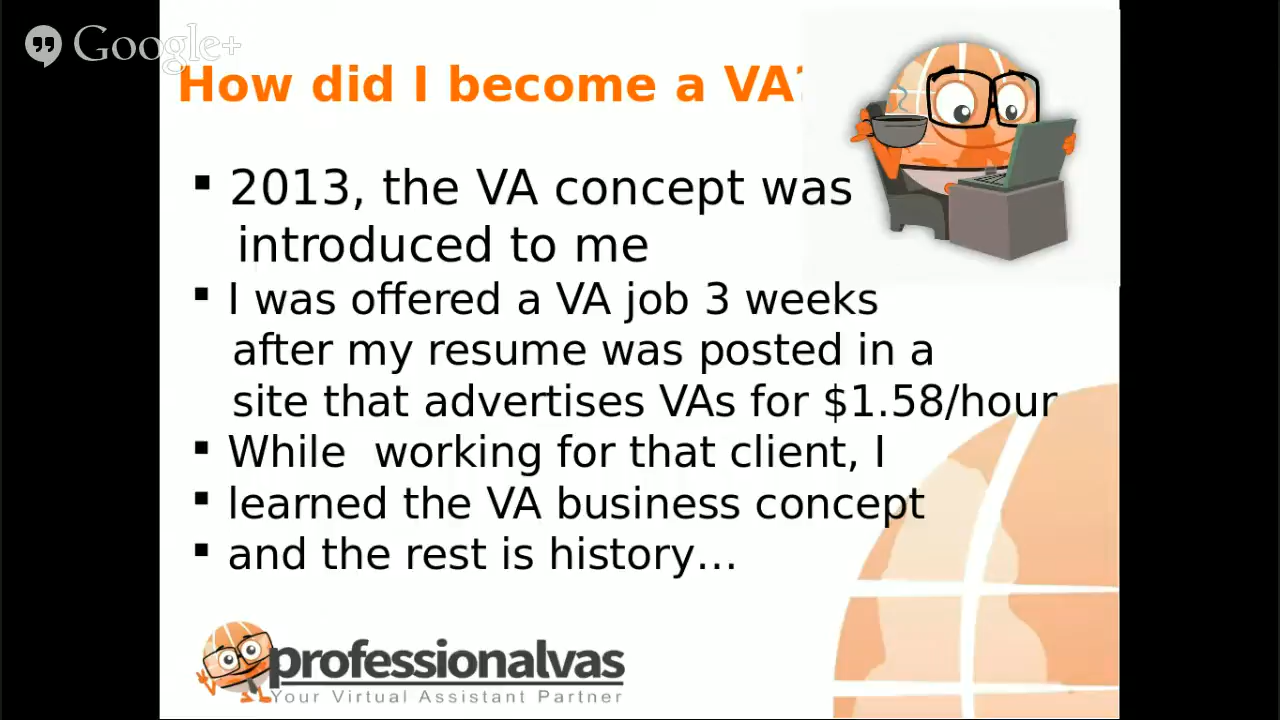 Google+
How did I become a VA?
▪ 2013, the VA concept was
introduced to me
▪ I was offered a VA job 3 weeks
after my resume was posted in a
site that advertises VAs for $1.58/hour
▪ While  working for that client, I
▪ learned the VA business concept
▪ and the rest is history...
professionalvas
Your Virtual Assistant Partner